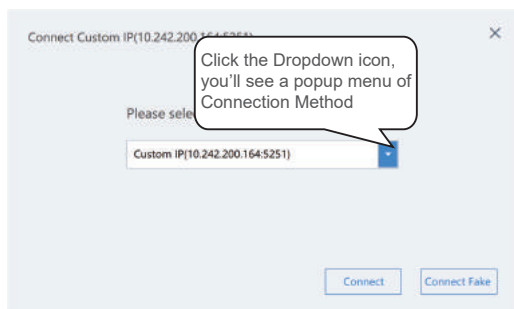 Connect Custom IP(10.242.200.164:5251)
Click the Dropdown icon,
you'll see a popup menu of
Connection Method
Please sele
Custom IP(10.242.200.164:5251)
Connect
Connect Fake